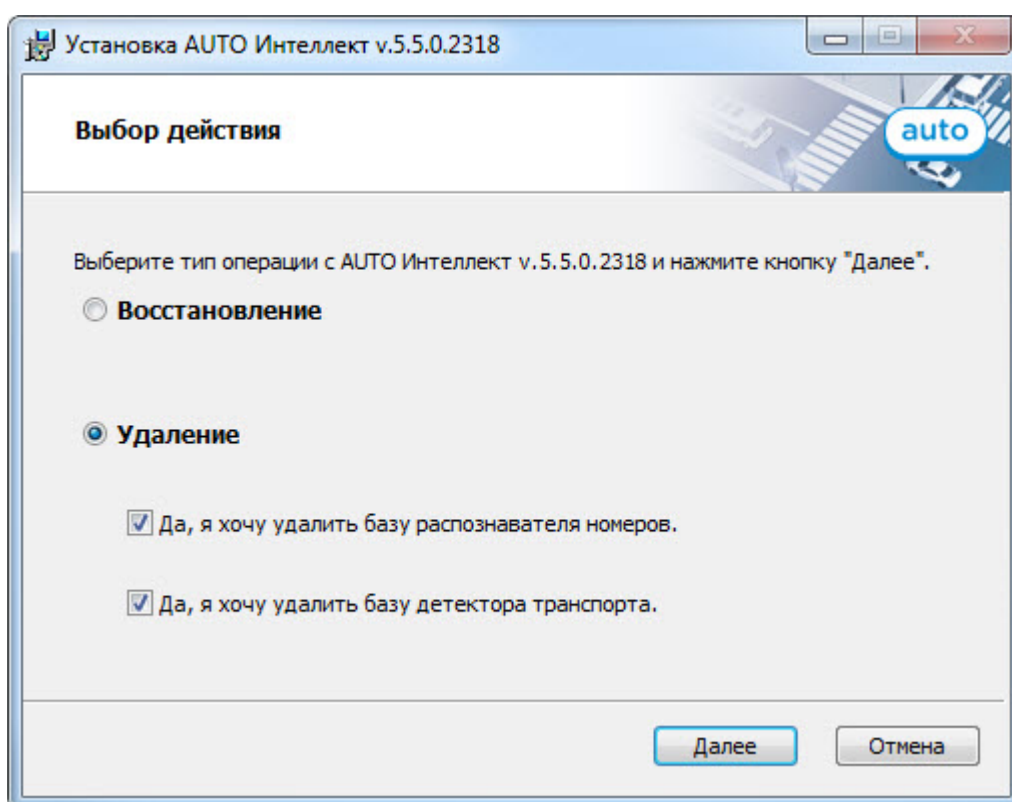 Установка AUTO Интеллект v.5.5.0.2318
Выбор действия
auto
Выберите тип операции с AUTO Интеллект v.5.5.0.2318 и нажмите кнопку "Далее".
Восстановление
Удаление
Да, я хочу удалить базу распознавателя номеров.
Да, я хочу удалить базу детектора транспорта.
Далее Отмена